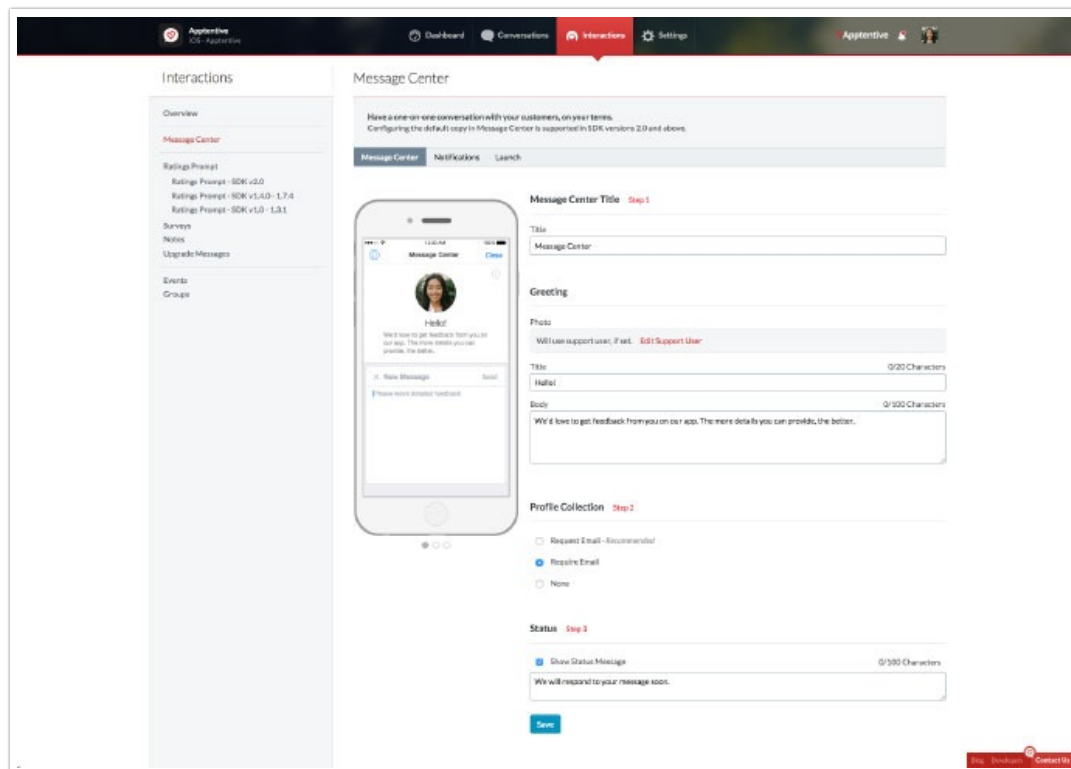 Apptentive
iOS - Apptentive
Dashboard
Conversations
Interactions
Settings
Apptentive
Interactions
Overview
Message Center
Ratings Prompt
Ratings Prompt - SDK v2.0
Ratings Prompt - SDK v1.4.0 - 1.7.4
Ratings Prompt - SDK v1.0 - 1.3.1
Surveys
Notes
Upgrade Messages
Events
Groups
Message Center
Have a one-on-one conversation with your customers, on your terms.
Configuring the default copy in Message Center is supported in SDK versions 2.0 and above.
Message Center
Notifications
Launch
Message Center
Close
Hello!
We'd love to get feedback from you on
our app. The more details you can
provide, the better.
New Message
Send
Message Center Title Step 1
Title
Message Center
Greeting
Photo
Will use support user, if set. Edit Support User
Title 0/20 Characters
Hello!
Body 0/100 Characters
We'd love to get feedback from you on our app. The more details you can provide, the better.
Profile Collection Step 2
Request Email - Recommended
Require Email
None
Status Step 3
Show Status Message 0/100 Characters
We will respond to your message soon.
Save
Blog Developers Contact Us